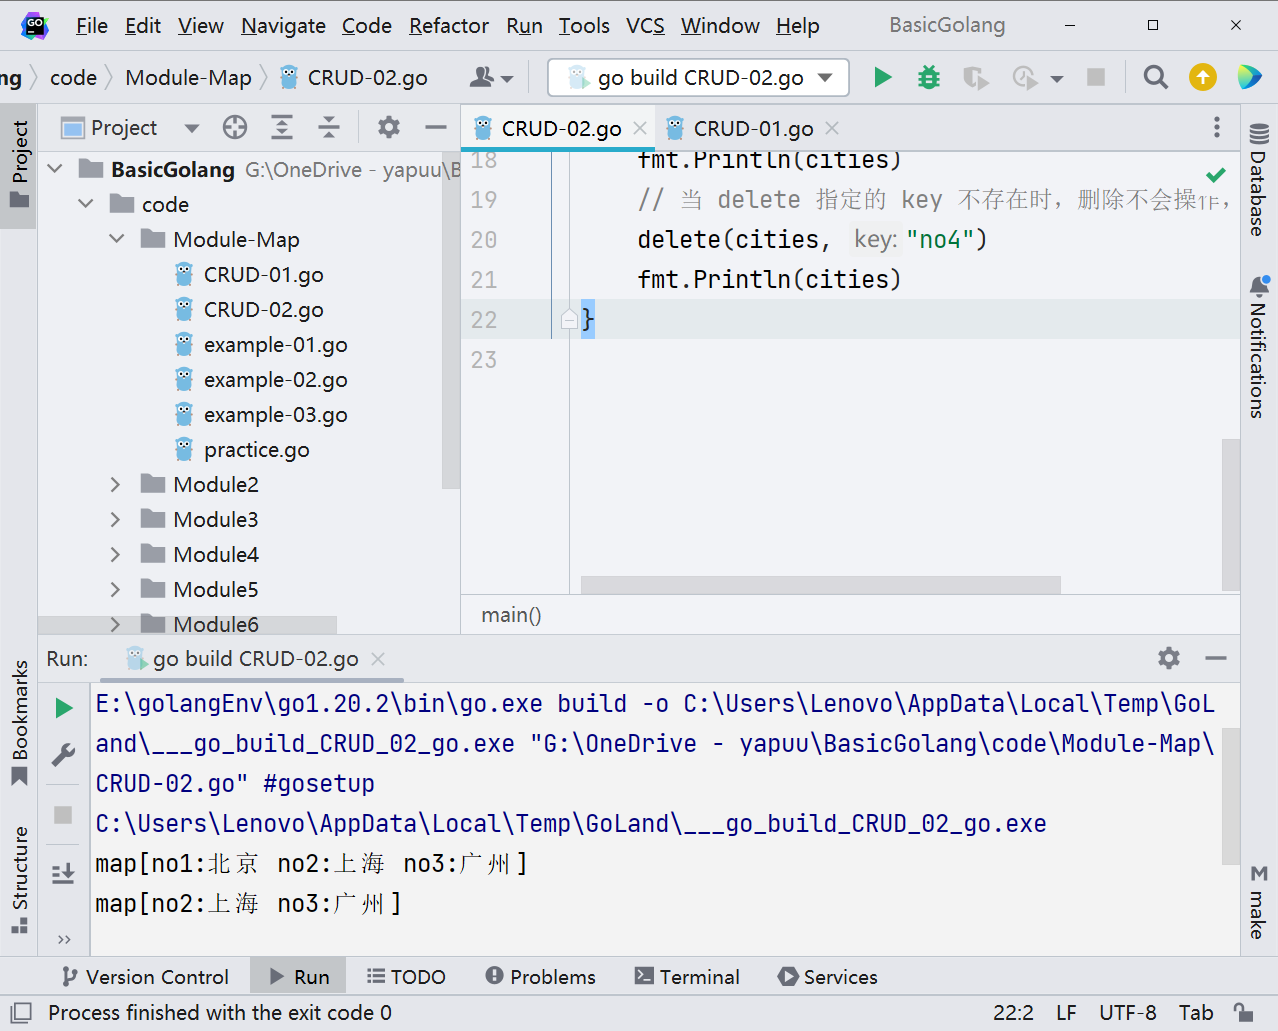 File Edit View Navigate Code Refactor Run Tools VCS Window Help BasicGolang
ng code Module-Map CRUD-02.go go build CRUD-02.go
Project
Project
CRUD-02.go
CRUD-01.go
BasicGolang G:\OneDrive - yapuu\B
code
Module-Map
CRUD-01.go
CRUD-02.go
example-01.go
example-02.go
example-03.go
practice.go
Module2
Module3
Module4
Module5
Module6
18 fmt.Println(cities)
19 // 当 delete 指定的 key 不存在时，删除不会操作，
20 delete(cities, key: "no4")
21 fmt.Println(cities)
22 }
23
main()
Database
Notifications
make
Bookmarks
Structure
Run: go build CRUD-02.go
E:\golangEnv\go1.20.2\bin\go.exe build -o C:\Users\Lenovo\AppData\Local\Temp\GoL
and\___go_build_CRUD_02_go.exe "G:\OneDrive - yapuu\BasicGolang\code\Module-Map\
CRUD-02.go" #gosetup
C:\Users\Lenovo\AppData\Local\Temp\GoLand\___go_build_CRUD_02_go.exe
map[no1:北京 no2:上海 no3:广州]
map[no2:上海 no3:广州]
Version Control Run TODO Problems Terminal Services
Process finished with the exit code 0 22:2 LF UTF-8 Tab